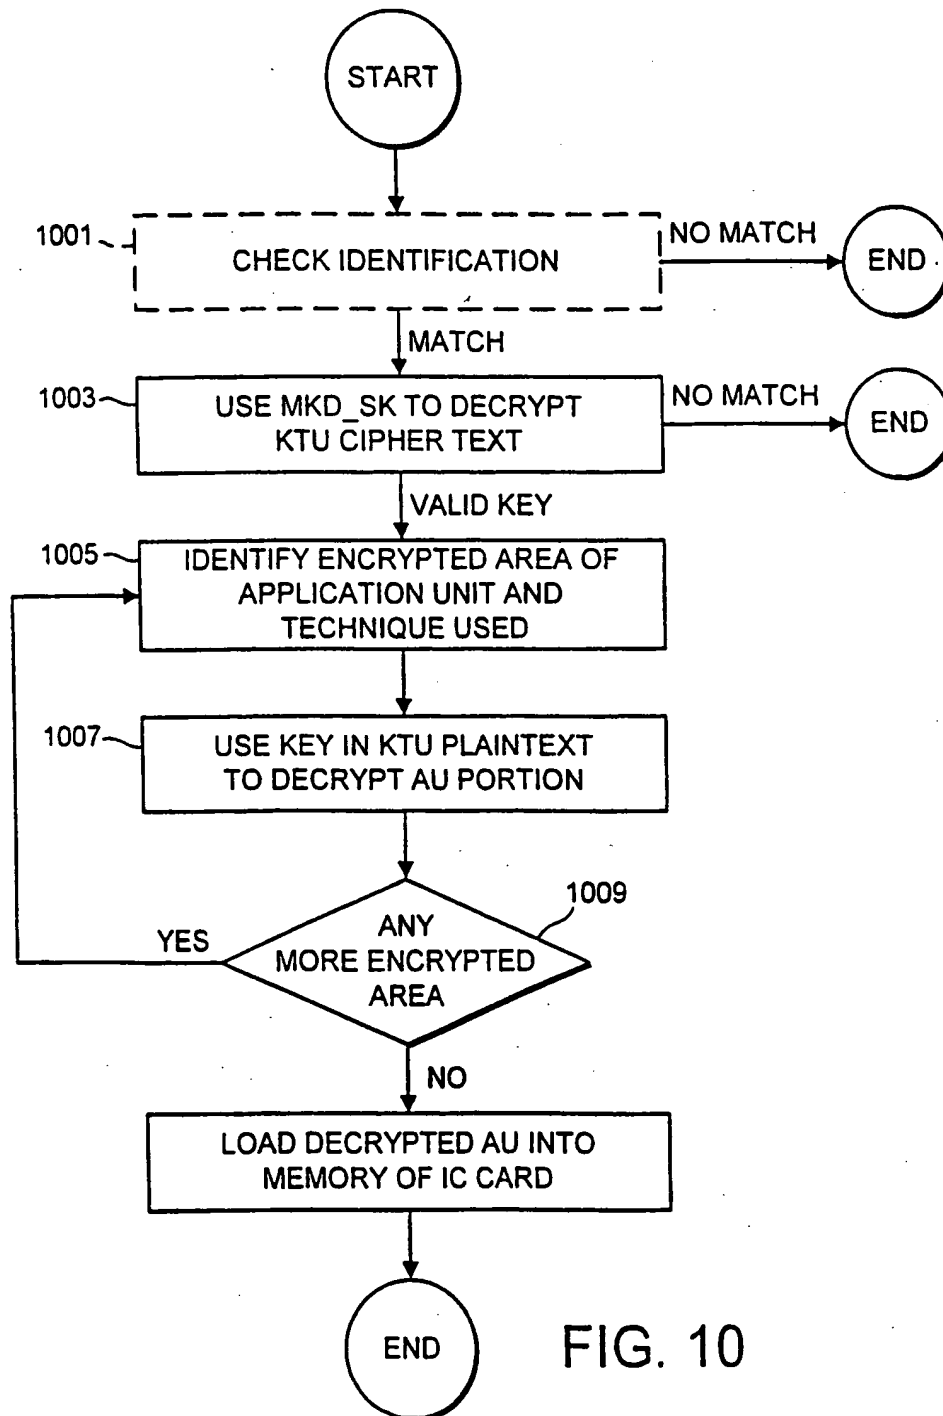 START
1001
CHECK IDENTIFICATION
NO MATCH
END
MATCH
1003
USE MKD_SK TO DECRYPT
KTU CIPHER TEXT
NO MATCH
END
VALID KEY
1005
IDENTIFY ENCRYPTED AREA OF
APPLICATION UNIT AND
TECHNIQUE USED
1007
USE KEY IN KTU PLAINTEXT
TO DECRYPT AU PORTION
1009
ANY
MORE ENCRYPTED
AREA
YES
NO
LOAD DECRYPTED AU INTO
MEMORY OF IC CARD
END
FIG. 10